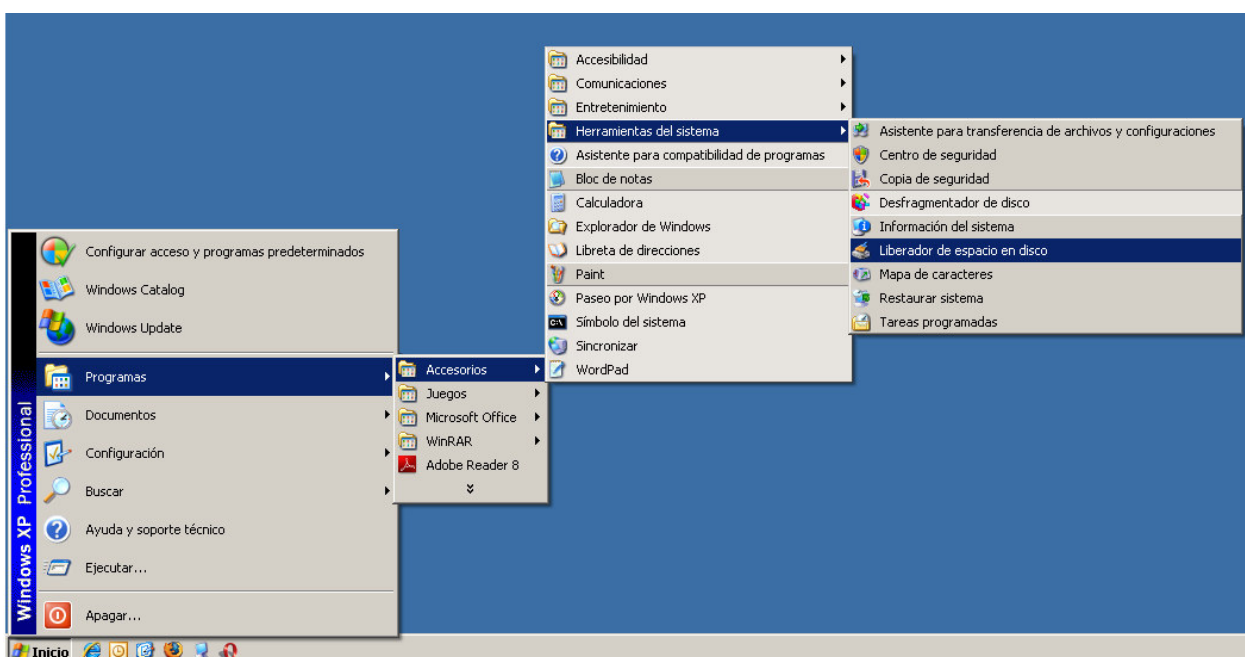 Accesibilidad
Comunicaciones
Entretenimiento
Herramientas del sistema
Asistente para compatibilidad de programas
Bloc de notas
Calculadora
Explorador de Windows
Libreta de direcciones
Paint
Paseo por Windows XP
Símbolo del sistema
Sincronizar
WordPad
Asistente para transferencia de archivos y configuraciones
Centro de seguridad
Copia de seguridad
Desfragmentador de disco
Información del sistema
Liberador de espacio en disco
Mapa de caracteres
Restaurar sistema
Tareas programadas
Configurar acceso y programas predeterminados
Windows Catalog
Windows Update
Programas
Documentos
Configuración
Buscar
Ayuda y soporte técnico
Ejecutar...
Apagar...
Windows XP Professional
Accesorios
Juegos
Microsoft Office
WinRAR
Adobe Reader 8
Inicio